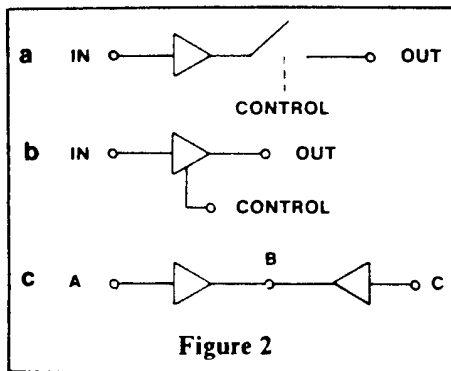 a IN OUT
CONTROL
b IN OUT
CONTROL
B
c A C
Figure 2